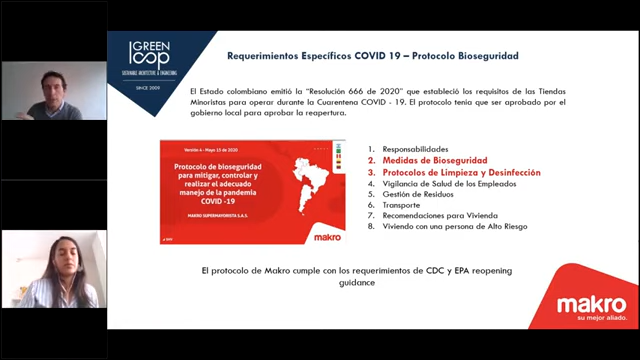 GREEN
loop
SUSTAINABLE ARCHITECTURE & ENGINEERING
SINCE 2009
Requerimientos Específicos COVID 19 – Protocolo Bioseguridad
El Estado colombiano emitió la "Resolución 666 de 2020" que estableció los requisitos de las Tiendas
Minoristas para operar durante la Cuarentena COVID - 19. El protocolo tenia que ser aprobado por el
gobierno local para aprobar la reapertura.
Versión 4 - Mayo 15 de 2020
Protocolo de bioseguridad
para mitigar, controlar y
realizar el adecuado
manejo de la pandemia
COVID -19
MAKRO SUPERMAYORISTA S.A.S.
makro
1. Responsabilidades
2. Medidas de Bioseguridad
3. Protocolos de Limpieza y Desinfección
4. Vigilancia de Salud de los Empleados
5. Gestión de Residuos
6. Transporte
7. Recomendaciones para Vivienda
8. Viviendo con una persona de Alto Riesgo
El protocolo de Makro cumple con los requerimientos de CDC y EPA reopening
guidance
makro
su mejor aliado.